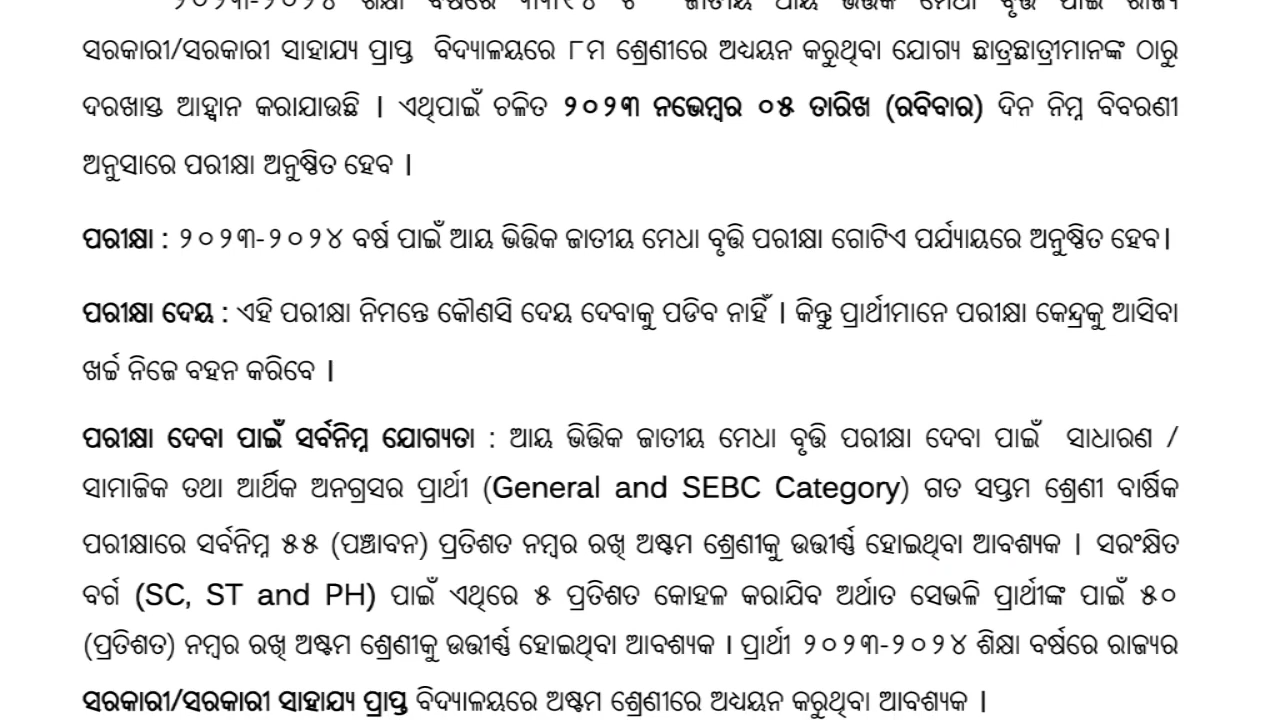 ୨୦୨୩-୨୦୨୪ ଶିକ୍ଷା ବର୍ଷରେ ଜାତୀୟ ଆୟ ଭିତ୍ତିକ ମେଧା ବୃତ୍ତି ପାଇଁ ରାଜ୍ୟ
ସରକାରୀ/ସରକାରୀ ସାହାଯ୍ୟ ପ୍ରାପ୍ତ ବିଦ୍ୟାଳୟରେ ୮ମ ଶ୍ରେଣୀରେ ଅଧ୍ୟୟନ କରୁଥିବା ଯୋଗ୍ୟ ଛାତ୍ରଛାତ୍ରୀମାନଙ୍କ ଠାରୁ
ଦରଖାସ୍ତ ଆହ୍ବାନ କରାଯାଉଛି । ଏଥିପାଇଁ ଚଳିତ ୨୦୨୩ ନଭେମ୍ବର ୦୫ ତାରିଖ (ରବିବାର) ଦିନ ନିମ୍ନ ବିବରଣୀ
ଅନୁସାରେ ପରୀକ୍ଷା ଅନୁଷ୍ଠିତ ହେବ ।
ପରୀକ୍ଷା : ୨୦୨୩-୨୦୨୪ ବର୍ଷ ପାଇଁ ଆୟ ଭିତ୍ତିକ ଜାତୀୟ ମେଧା ବୃତ୍ତି ପରୀକ୍ଷା ଗୋଟିଏ ପର୍ଯ୍ୟାୟରେ ଅନୁଷ୍ଠିତ ହେବ।
ପରୀକ୍ଷା ଦେୟ : ଏହି ପରୀକ୍ଷା ନିମନ୍ତେ କୌଣସି ଦେୟ ଦେବାକୁ ପଡିବ ନାହିଁ । କିନ୍ତୁ ପ୍ରାର୍ଥୀମାନେ ପରୀକ୍ଷା କେନ୍ଦ୍ରକୁ ଆସିବା
ଖର୍ଚ୍ଚ ନିଜେ ବହନ କରିବେ ।
ପରୀକ୍ଷା ଦେବା ପାଇଁ ସର୍ବନିମ୍ନ ଯୋଗ୍ୟତା : ଆୟ ଭିତ୍ତିକ ଜାତୀୟ ମେଧା ବୃତ୍ତି ପରୀକ୍ଷା ଦେବା ପାଇଁ ସାଧାରଣ /
ସାମାଜିକ ତଥା ଆର୍ଥିକ ଅନଗ୍ରସର ପ୍ରାର୍ଥୀ (General and SEBC Category) ଗତ ସପ୍ତମ ଶ୍ରେଣୀ ବାର୍ଷିକ
ପରୀକ୍ଷାରେ ସର୍ବନିମ୍ନ ୫୫ (ପଞ୍ଚାବନ) ପ୍ରତିଶତ ନମ୍ବର ରଖି ଅଷ୍ଟମ ଶ୍ରେଣୀକୁ ଉତ୍ତୀର୍ଣ୍ଣ ହୋଇଥିବା ଆବଶ୍ୟକ । ସରଂକ୍ଷିତ
ବର୍ଗ (SC, ST and PH) ପାଇଁ ଏଥିରେ ୫ ପ୍ରତିଶତ କୋହଳ କରାଯିବ ଅର୍ଥାତ ସେଭଳି ପ୍ରାର୍ଥୀଙ୍କ ପାଇଁ ୫୦
(ପ୍ରତିଶତ) ନମ୍ବର ରଖି ଅଷ୍ଟମ ଶ୍ରେଣୀକୁ ଉତ୍ତୀର୍ଣ୍ଣ ହୋଇଥିବା ଆବଶ୍ୟକ । ପ୍ରାର୍ଥୀ ୨୦୨୩-୨୦୨୪ ଶିକ୍ଷା ବର୍ଷରେ ରାଜ୍ୟର
ସରକାରୀ/ସରକାରୀ ସାହାଯ୍ୟ ପ୍ରାପ୍ତ ବିଦ୍ୟାଳୟରେ ଅଷ୍ଟମ ଶ୍ରେଣୀରେ ଅଧ୍ୟୟନ କରୁଥିବା ଆବଶ୍ୟକ ।